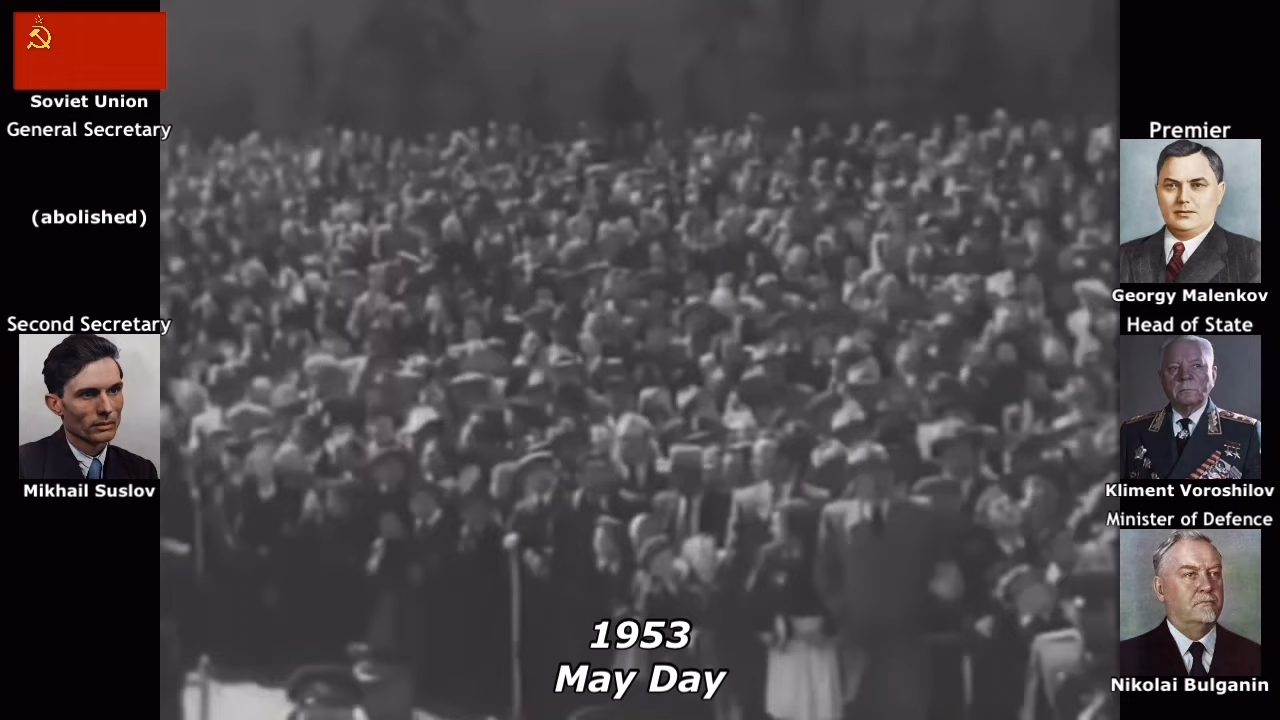 Soviet Union
General Secretary
(abolished)
Second Secretary
Mikhail Suslov
Premier
Georgy Malenkov
Head of State
Kliment Voroshilov
Minister of Defence
Nikolai Bulganin
1953
May Day